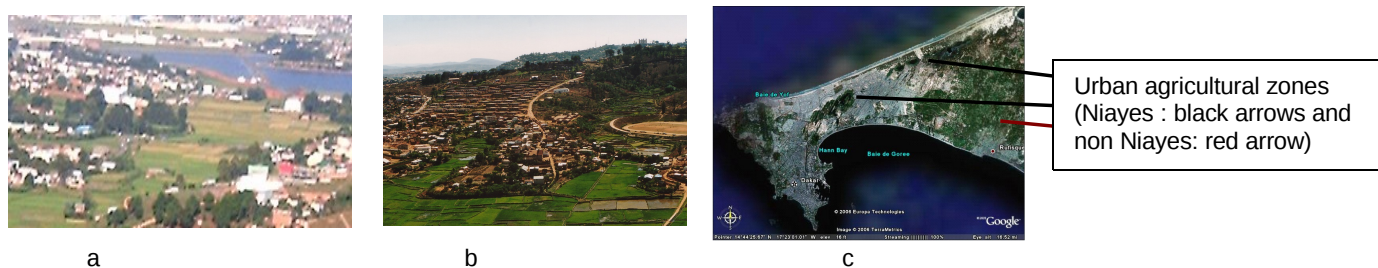 Urban agricultural zones
(Niayes : black arrows and
non Niayes: red arrow)
Baie de Yoff
Hann Bay
Baie de Goree
Rufisque
Dakar
© 2006 Europa Technologies
Image © 2006 TerraMetrics
Google
a
b
c